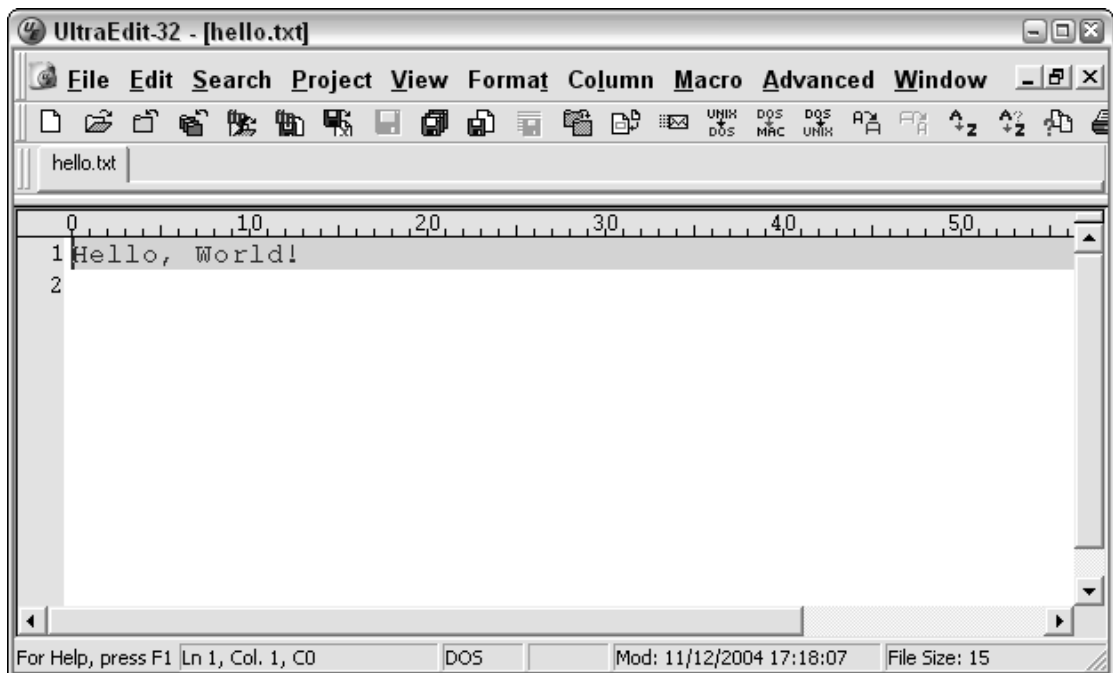 UltraEdit-32 - [hello.txt]
File Edit Search Project View Format Column Macro Advanced Window
UNIX DOS DOS MAC DOS UNIX
hello.txt
0 10 20 30 40 50
1 Hello, World!
2
For Help, press F1 Ln 1, Col. 1, C0 DOS Mod: 11/12/2004 17:18:07 File Size: 15